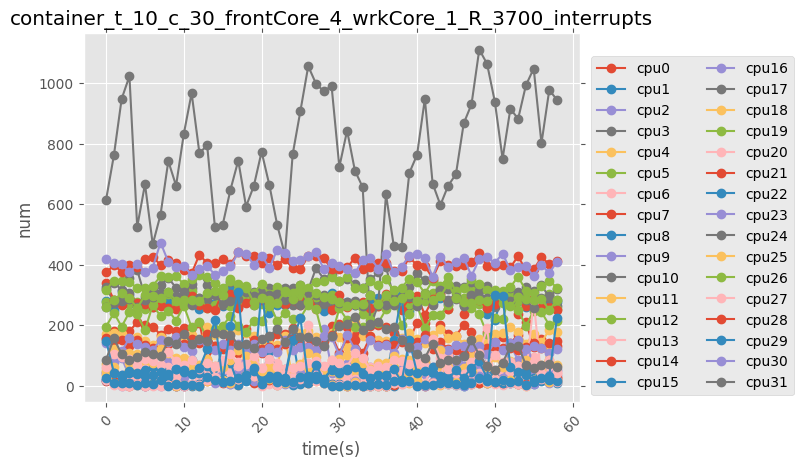 container_t_10_c_30_frontCore_4_wrkCore_1_R_3700_interrupts
1000
800
600
400
200
0
num
0
10
20
30
40
50
60
time(s)
cpu0
cpu1
cpu2
cpu3
cpu4
cpu5
cpu6
cpu7
cpu8
cpu9
cpu10
cpu11
cpu12
cpu13
cpu14
cpu15
cpu16
cpu17
cpu18
cpu19
cpu20
cpu21
cpu22
cpu23
cpu24
cpu25
cpu26
cpu27
cpu28
cpu29
cpu30
cpu31